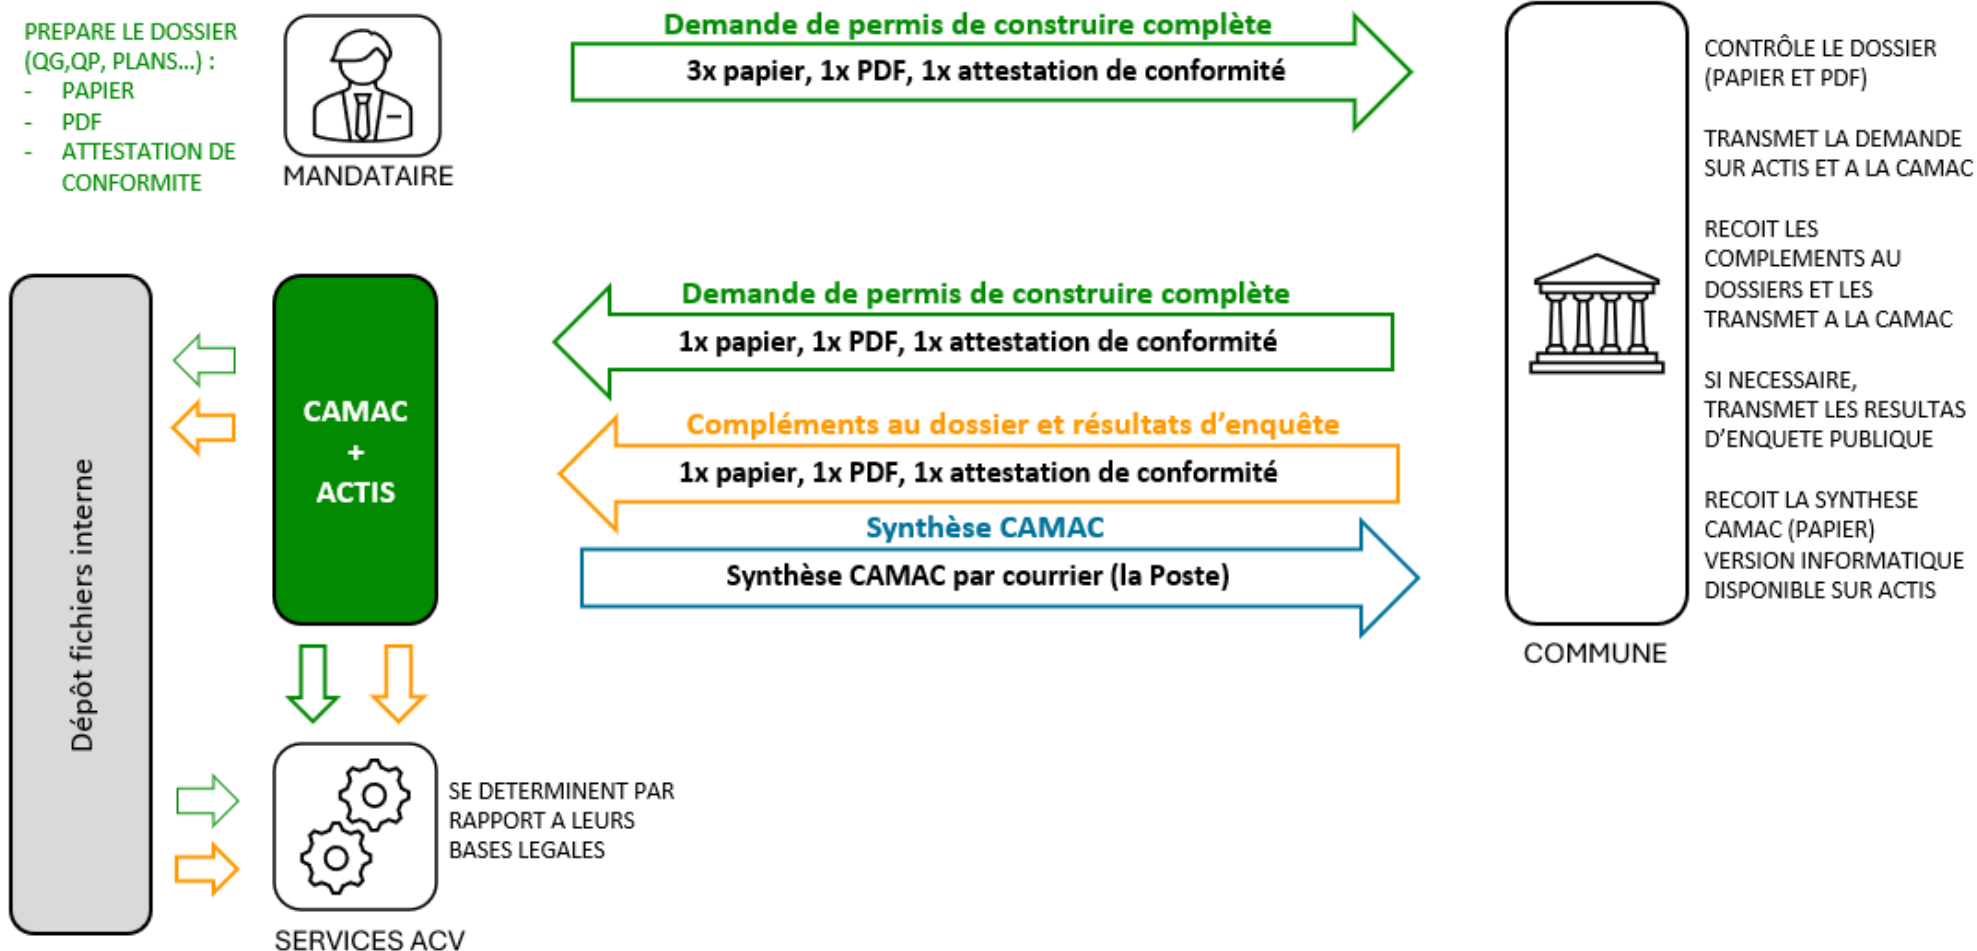 PREPARE LE DOSSIER
(QG,QP, PLANS...) :
- PAPIER
- PDF
- ATTESTATION DE
CONFORMITE
MANDATAIRE
Demande de permis de construire complète
3x papier, 1x PDF, 1x attestation de conformité
CONTRÔLE LE DOSSIER
(PAPIER ET PDF)
TRANSMET LA DEMANDE
SUR ACTIS ET A LA CAMAC
RECOIT LES
COMPLEMENTS AU
DOSSIERS ET LES
TRANSMET A LA CAMAC
SI NECESSAIRE,
TRANSMET LES RESULTAS
D'ENQUETE PUBLIQUE
RECOIT LA SYNTHESE
CAMAC (PAPIER)
VERSION INFORMATIQUE
DISPONIBLE SUR ACTIS
COMMUNE
Demande de permis de construire complète
1x papier, 1x PDF, 1x attestation de conformité
Compléments au dossier et résultats d'enquête
1x papier, 1x PDF, 1x attestation de conformité
Synthèse CAMAC
Synthèse CAMAC par courrier (la Poste)
CAMAC
+
ACTIS
Dépôt fichiers interne
SE DETERMINENT PAR
RAPPORT A LEURS
BASES LEGALES
SERVICES ACV